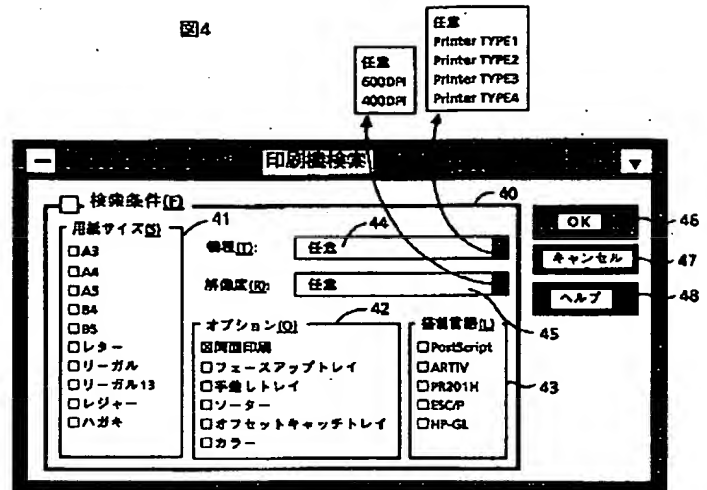 図4
任意
600DPI
400DPI
任意
Printer TYPE1
Printer TYPE2
Printer TYPE3
Printer TYPE4
印刷機検索
検索条件(F)
40
用紙サイズ(S)
41
□A3
□A4
□A5
□B4
□B5
□レター
□リーガル
□リーガル13
□レジャー
□ハガキ
機種(T):
任意
44
解像度(R):
任意
45
オプション(O)
42
☒両面印刷
□フェースアップトレイ
□手差しトレイ
□ソーター
□オフセットキャッチトレイ
□カラー
搭載言語(L)
43
□PostScript
□ARTIV
□PR201H
□ESC/P
□HP-GL
OK
46
キャンセル
47
ヘルプ
48